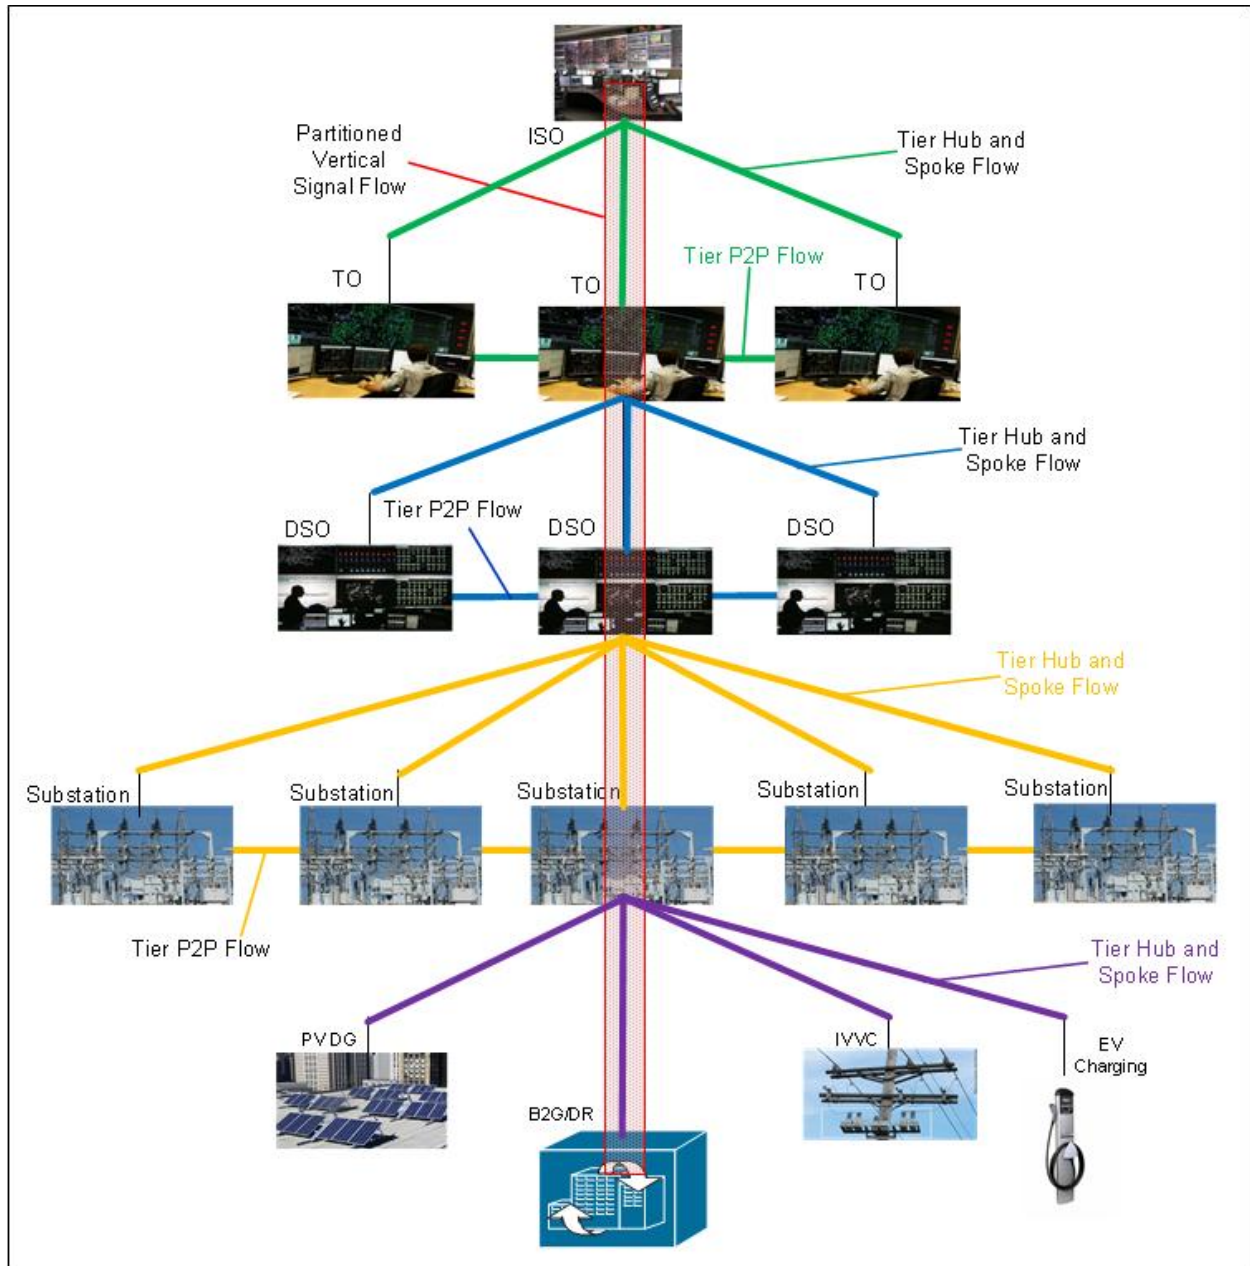 ISO
Partitioned
Vertical
Signal Flow
Tier Hub and
Spoke Flow
Tier P2P Flow
TO
TO
TO
Tier Hub and
Spoke Flow
Tier P2P Flow
DSO
DSO
DSO
Tier Hub and
Spoke Flow
Substation
Substation
Substation
Substation
Substation
Tier P2P Flow
Tier Hub and
Spoke Flow
PVDG
IVVC
EV
Charging
B2G/DR